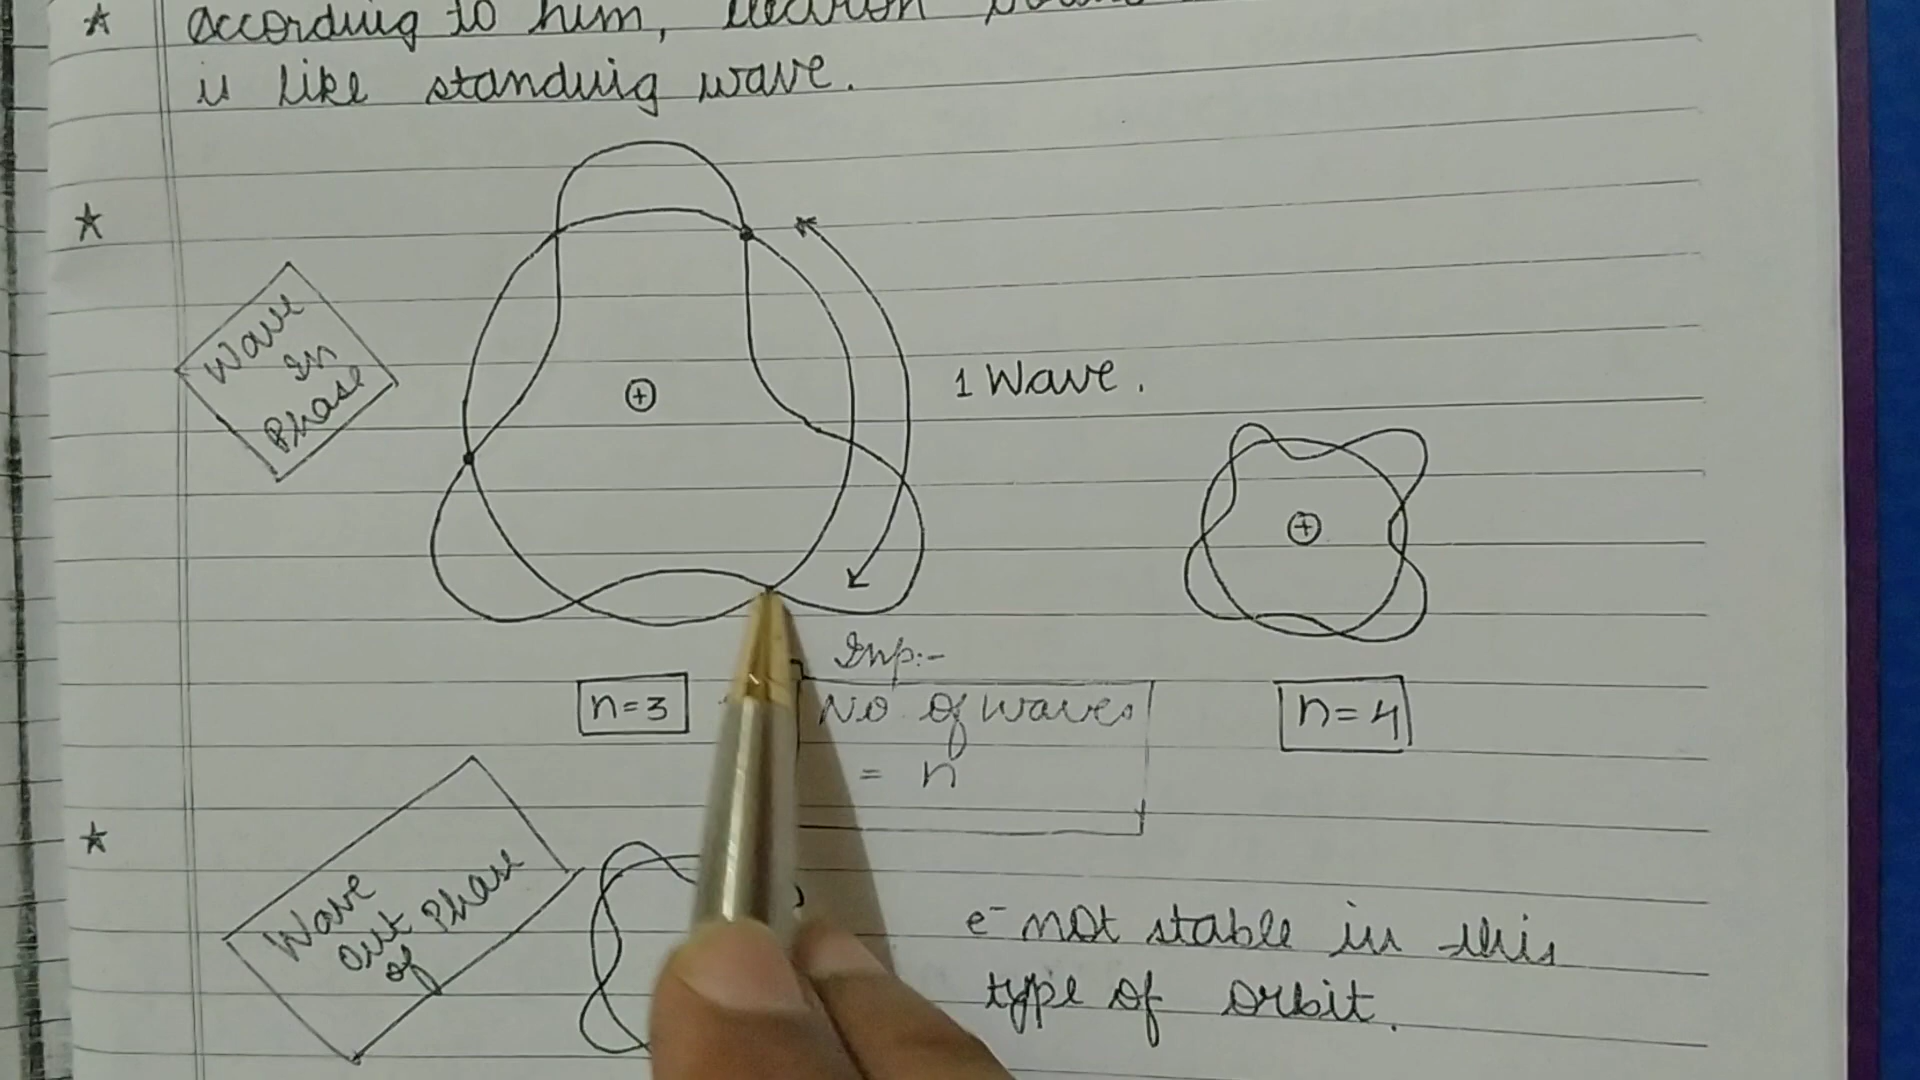 ★ according to him, electron
is like standing wave.
★
Wave
In
Phase
+
1 Wave.
+
Imp:-
n=3
No of waves
= n
n=4
★
Wave
out Phase
of
e⁻ not stable in this
type of orbit.